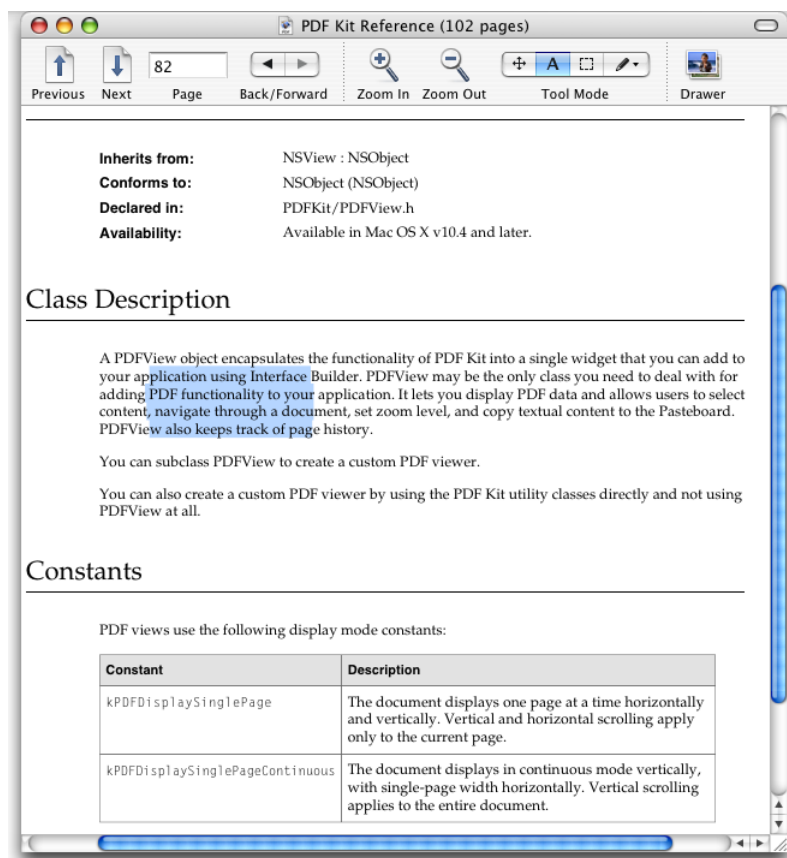 PDF Kit Reference (102 pages)
82
A
Previous Next Page Back/Forward Zoom In Zoom Out Tool Mode Drawer
Inherits from: NSView : NSObject
Conforms to: NSObject (NSObject)
Declared in: PDFKit/PDFView.h
Availability: Available in Mac OS X v10.4 and later.
Class Description
A PDFView object encapsulates the functionality of PDF Kit into a single widget that you can add to
your application using Interface Builder. PDFView may be the only class you need to deal with for
adding PDF functionality to your application. It lets you display PDF data and allows users to select
content, navigate through a document, set zoom level, and copy textual content to the Pasteboard.
PDFView also keeps track of page history.
You can subclass PDFView to create a custom PDF viewer.
You can also create a custom PDF viewer by using the PDF Kit utility classes directly and not using
PDFView at all.
Constants
PDF views use the following display mode constants:
Constant Description
kPDFDisplaySinglePage The document displays one page at a time horizontally
and vertically. Vertical and horizontal scrolling apply
only to the current page.
kPDFDisplaySinglePageContinuous The document displays in continuous mode vertically,
with single-page width horizontally. Vertical scrolling
applies to the entire document.